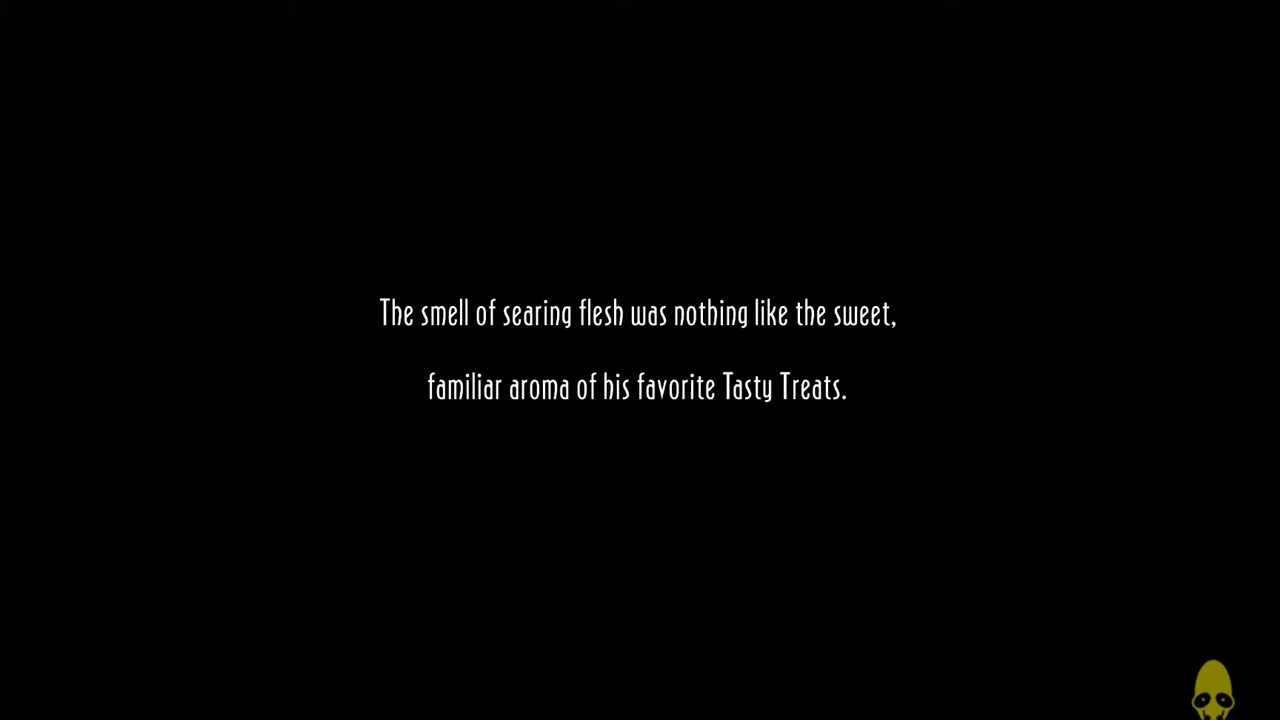 The smell of searing flesh was nothing like the sweet,
familiar aroma of his favorite Tasty Treats.